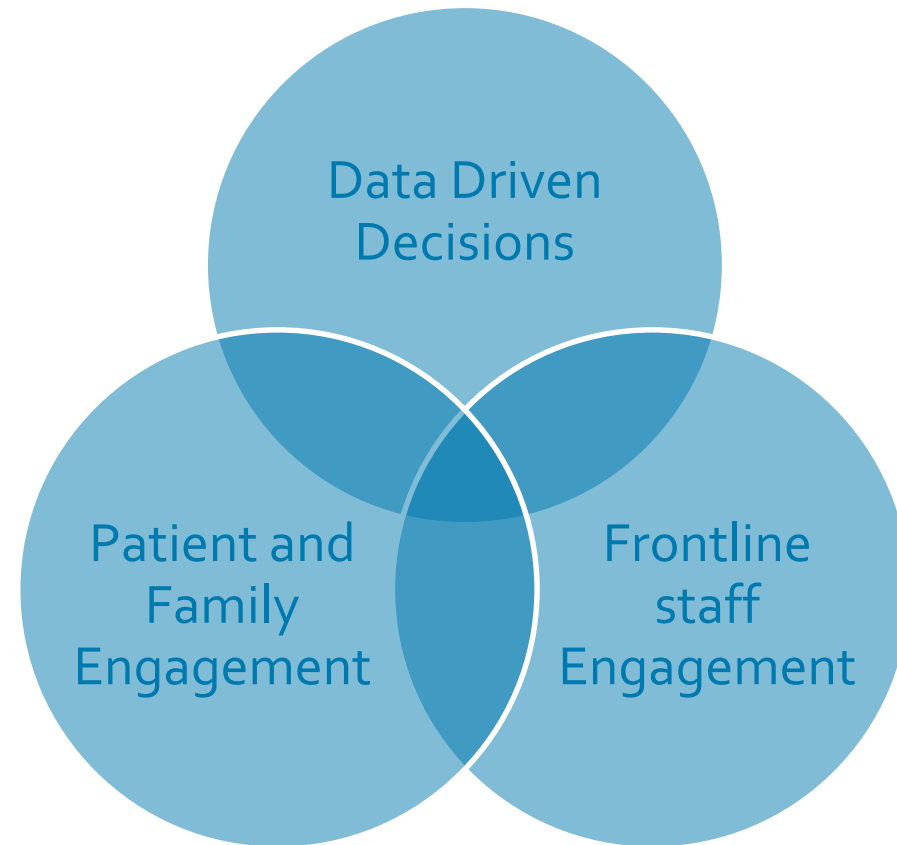 Data Driven
Decisions
Patient and
Family
Engagement
Frontline
staff
Engagement